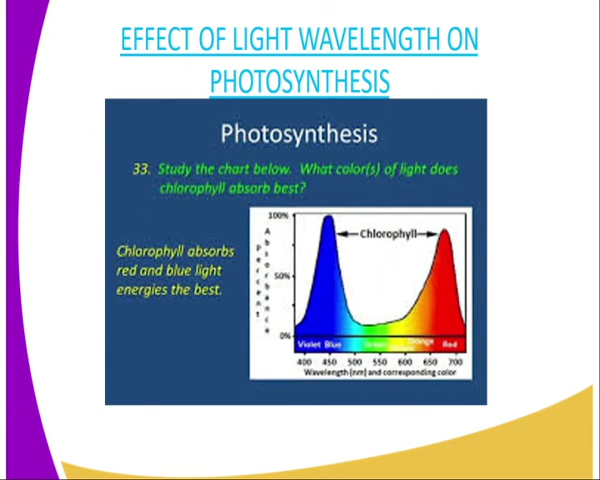 EFFECT OF LIGHT WAVELENGTH ON
PHOTOSYNTHESIS
Photosynthesis
33. Study the chart below. What color(s) of light does
chlorophyll absorb best?
Chlorophyll absorbs
red and blue light
energies the best.
Percent
Absorbance
100%
50%
0%
Chlorophyll
Violet Blue Green Orange Red
400 450 500 550 600 650 700
Wavelength (nm) and corresponding color